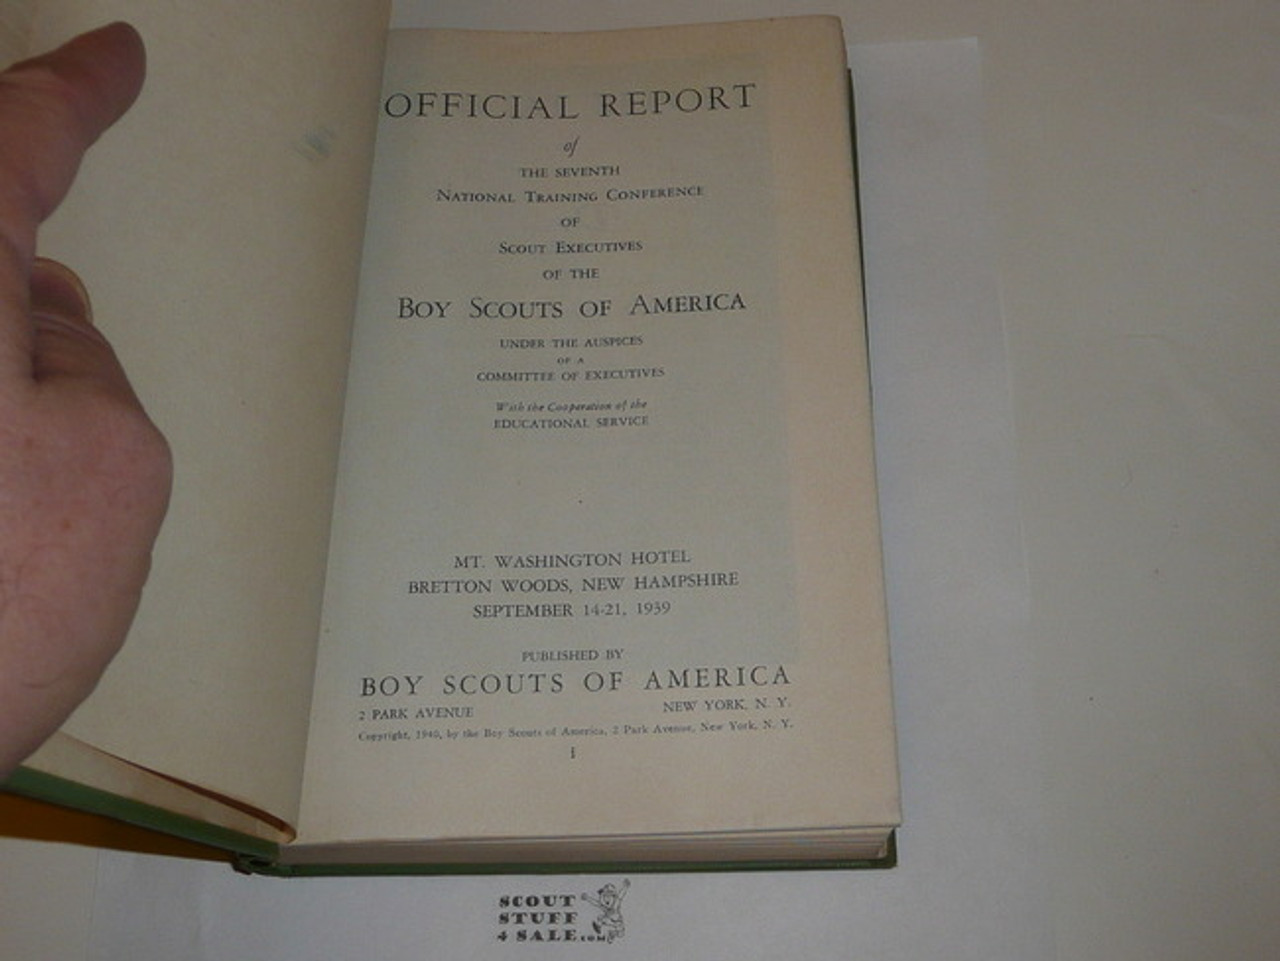 OFFICIAL REPORT
of
THE SEVENTH
NATIONAL TRAINING CONFERENCE
OF
SCOUT EXECUTIVES
OF THE
BOY SCOUTS OF AMERICA
UNDER THE AUSPICES
OF A
COMMITTEE OF EXECUTIVES
With the Cooperation of the
EDUCATIONAL SERVICE
MT. WASHINGTON HOTEL
BRETTON WOODS, NEW HAMPSHIRE
SEPTEMBER 14-21, 1939
PUBLISHED BY
BOY SCOUTS OF AMERICA
2 PARK AVENUE NEW YORK, N. Y.
Copyright, 1940, by the Boy Scouts of America, 2 Park Avenue, New York, N. Y.
i
SCOUT
STUFF
4 SALE.COM